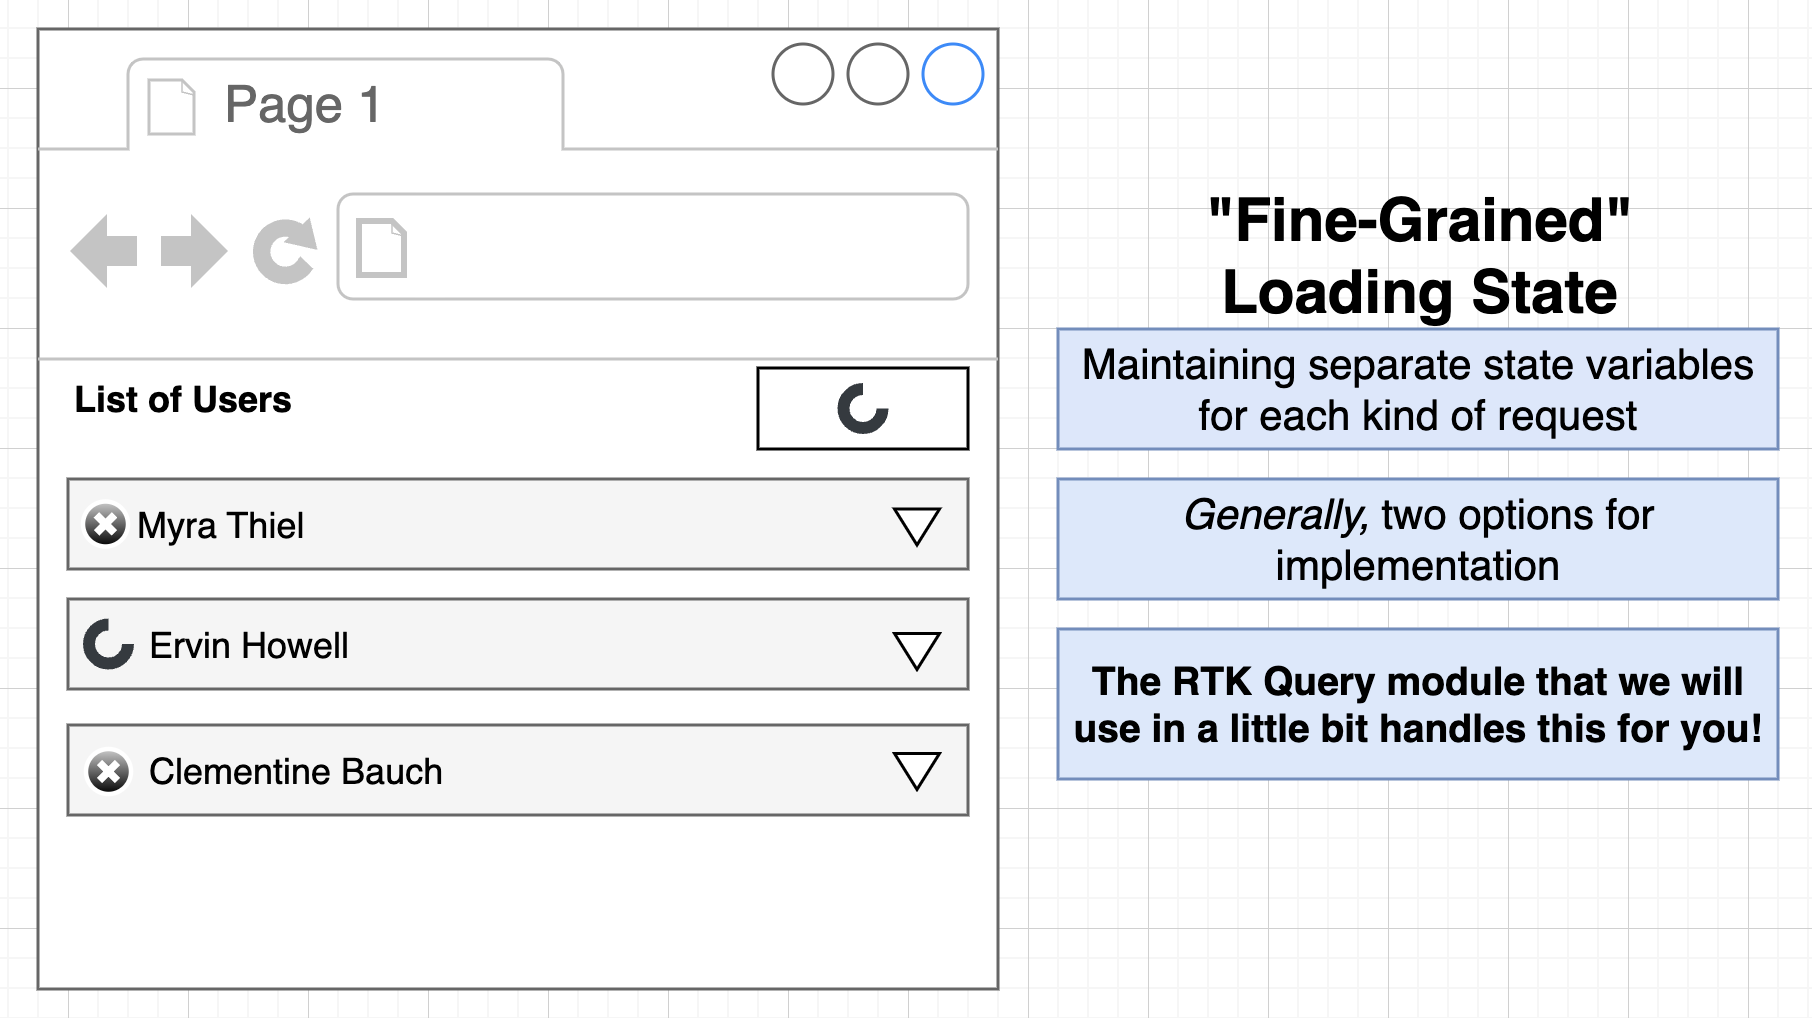 Page 1
List of Users
Myra Thiel
Ervin Howell
Clementine Bauch
"Fine-Grained"
Loading State
Maintaining separate state variables
for each kind of request
Generally, two options for
implementation
The RTK Query module that we will
use in a little bit handles this for you!